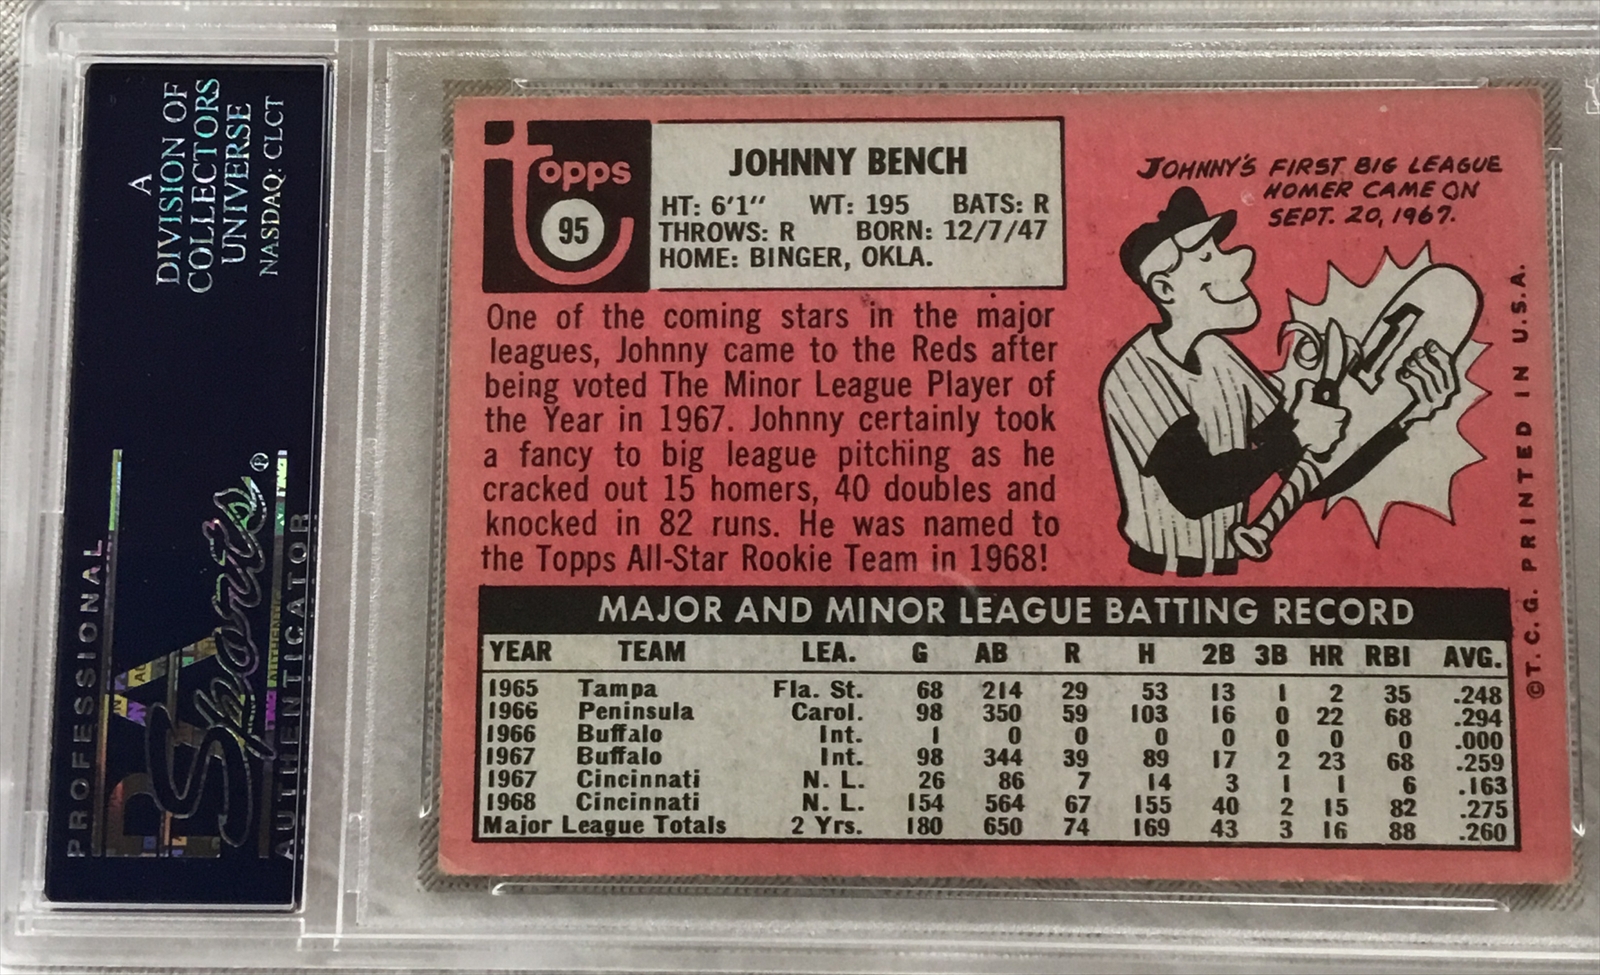 A
DIVISION OF
COLLECTORS
UNIVERSE
NASDAQ: CLCT
PROFESSIONAL
PSA
Sports®
AUTHENTICATOR
Topps
95
JOHNNY BENCH
HT: 6'1" WT: 195 BATS: R
THROWS: R BORN: 12/7/47
HOME: BINGER, OKLA.
One of the coming stars in the major
leagues, Johnny came to the Reds after
being voted The Minor League Player of
the Year in 1967. Johnny certainly took
a fancy to big league pitching as he
cracked out 15 homers, 40 doubles and
knocked in 82 runs. He was named to
the Topps All-Star Rookie Team in 1968!
JOHNNY'S FIRST BIG LEAGUE
HOMER CAME ON
SEPT. 20, 1967.
1
©T. C. G. PRINTED IN U.S.A.
MAJOR AND MINOR LEAGUE BATTING RECORD
YEAR TEAM LEA. G AB R H 2B 3B HR RBI AVG.
1965 Tampa Fla. St. 68 214 29 53 13 1 2 35 .248
1966 Peninsula Carol. 98 350 59 103 16 0 22 68 .294
1966 Buffalo Int. 1 0 0 0 0 0 0 0 .000
1967 Buffalo Int. 98 344 39 89 17 2 23 68 .259
1967 Cincinnati N. L. 26 86 7 14 3 1 1 6 .163
1968 Cincinnati N. L. 154 564 67 155 40 2 15 82 .275
Major League Totals 2 Yrs. 180 650 74 169 43 3 16 88 .260